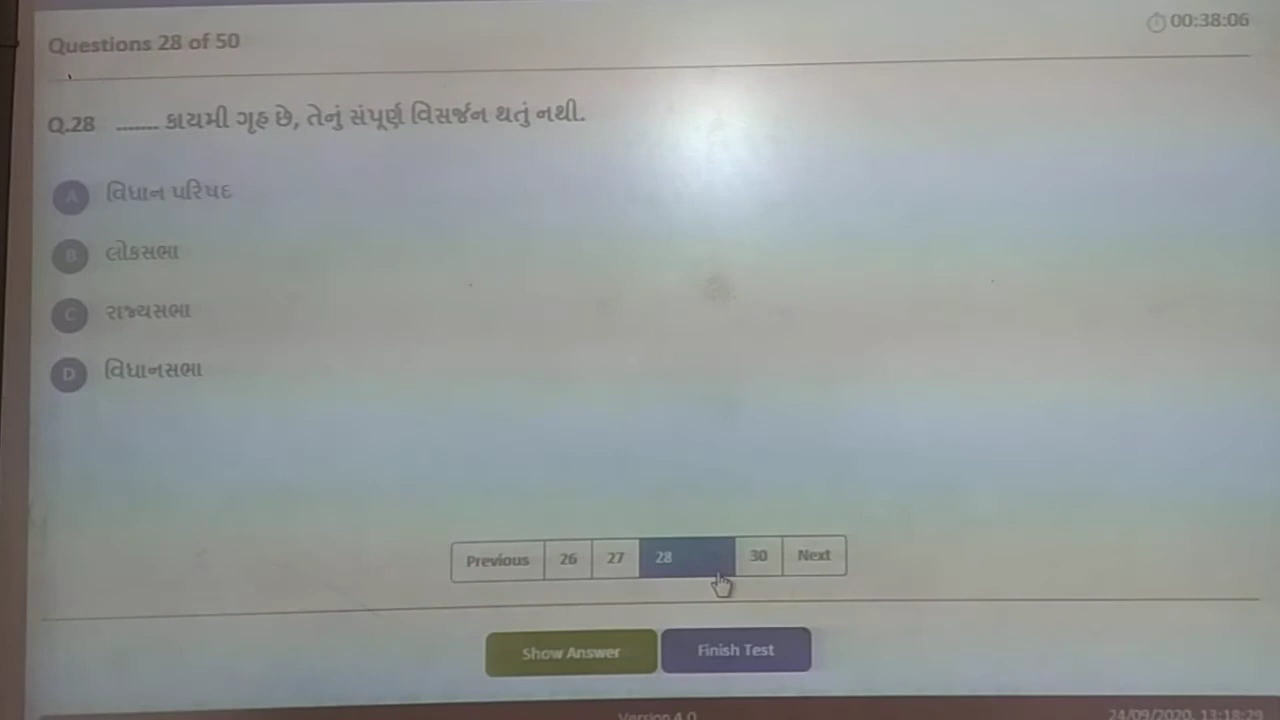 Questions 28 of 50
00:38:06
Q.28 ....... કાયમી ગૃહ છે, તેનું સંપૂર્ણ વિસર્જન થતું નથી.
A વિધાન પરિષદ
B લોકસભા
C રાજ્યસભા
D વિધાનસભા
Previous 26 27 28 30 Next
Show Answer Finish Test
Version 4.0 24/09/2020, 13:18:29